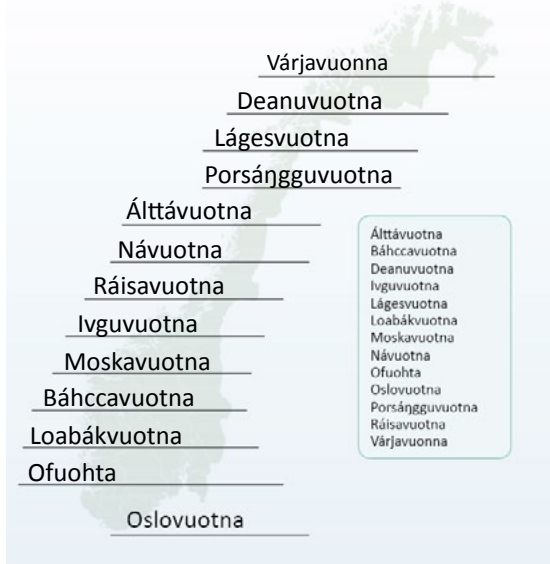 Várjavuonna
Deanuvuotna
Lágesvuotna
Porsáŋgguvuotna
Álttávuotna
Návuotna
Ráisavuotna
Ivguvuotna
Moskavuotna
Báhccavuotna
Loabákvuotna
Ofuohta
Oslovuotna
Álttávuotna
Báhccavuotna
Deanuvuotna
Ivguvuotna
Lágesvuotna
Loabákvuotna
Moskavuotna
Návuotna
Ofuohta
Oslovuotna
Porsáŋgguvuotna
Ráisavuotna
Várjavuonna